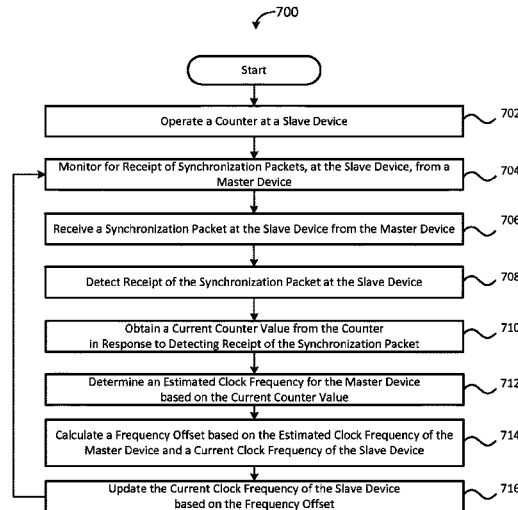 700
Start
Operate a Counter at a Slave Device
702
Monitor for Receipt of Synchronization Packets, at the Slave Device, from a
Master Device
704
Receive a Synchronization Packet at the Slave Device from the Master Device
706
Detect Receipt of the Synchronization Packet at the Slave Device
708
Obtain a Current Counter Value from the Counter
in Response to Detecting Receipt of the Synchronization Packet
710
Determine an Estimated Clock Frequency for the Master Device
based on the Current Counter Value
712
Calculate a Frequency Offset based on the Estimated Clock Frequency of the
Master Device and a Current Clock Frequency of the Slave Device
714
Update the Current Clock Frequency of the Slave Device
based on the Frequency Offset
716